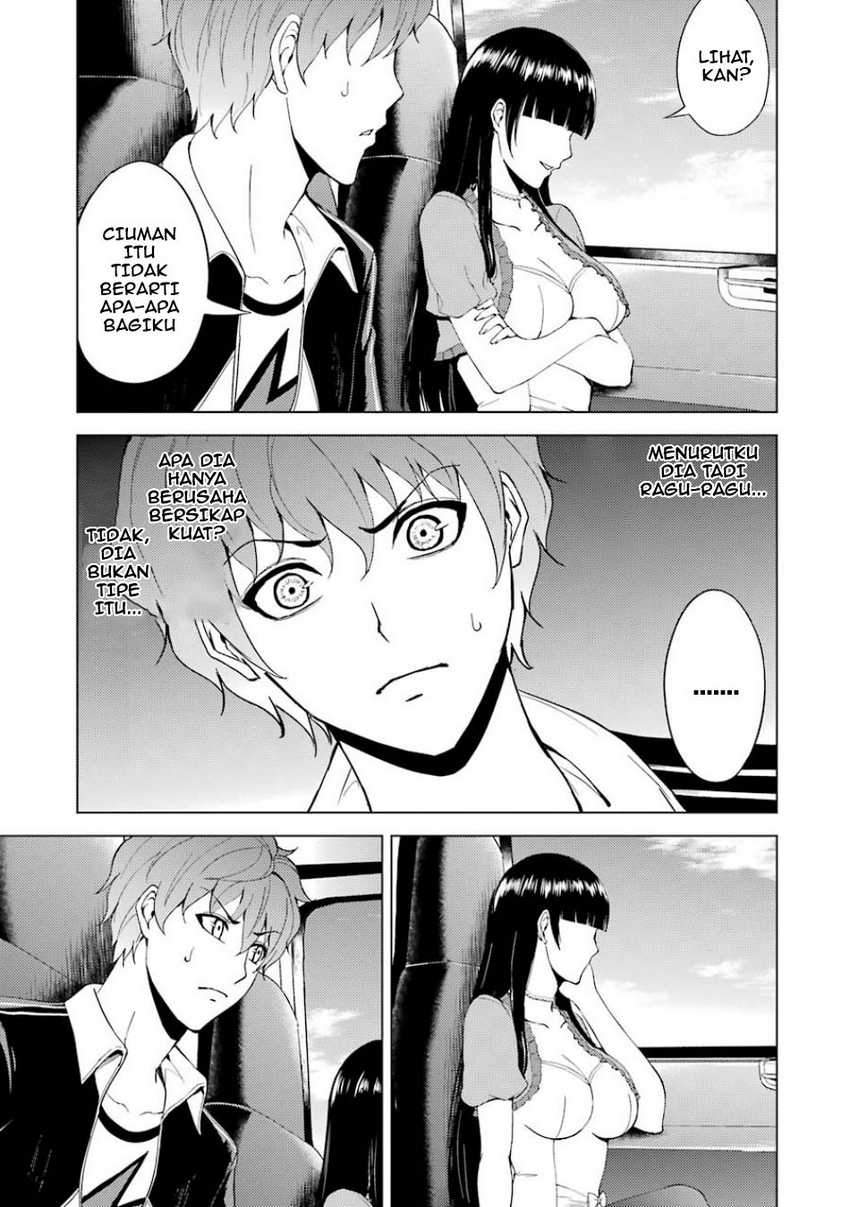 LIHAT,
KAN?
CIUMAN
ITU
TIDAK
BERARTI
APA-APA
BAGIKU
MENURUTKU
DIA TADI
RAGU-RAGU...
APA DIA
HANYA
BERUSAHA
BERSIKAP
KUAT?
TIDAK,
DIA
BUKAN
TIPE
ITU...
.......